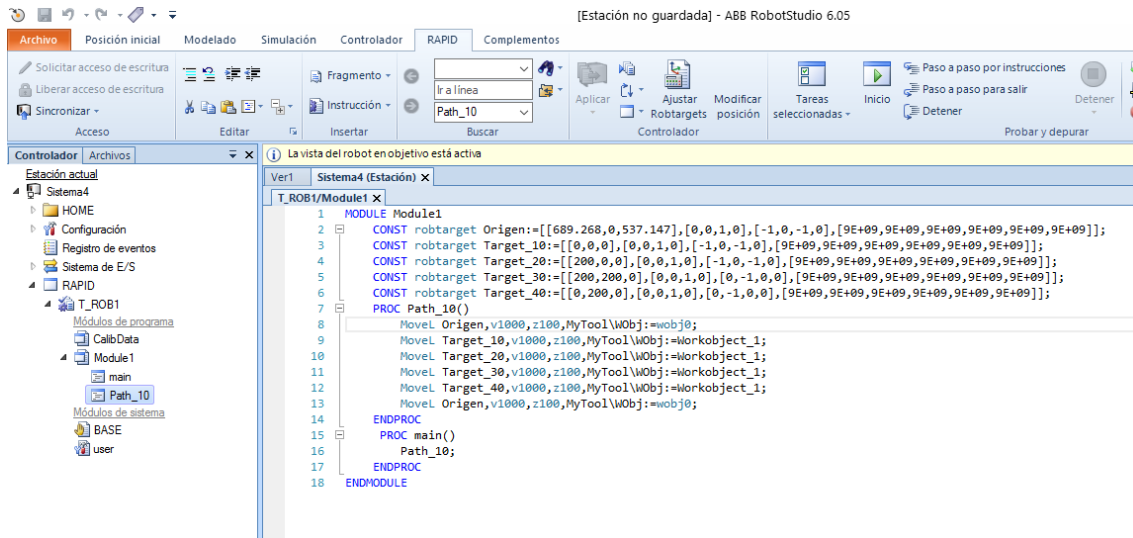 [Estación no guardada] - ABB RobotStudio 6.05
Archivo Posición inicial Modelado Simulación Controlador RAPID Complementos
Solicitar acceso de escritura
Liberar acceso de escritura
Sincronizar
Acceso
Editar
Fragmento
Instrucción
Insertar
Ir a línea
Path_10
Buscar
Aplicar
Ajustar Robtargets
Modificar posición
Controlador
Tareas seleccionadas
Inicio
Paso a paso por instrucciones
Paso a paso para salir
Detener
Detener
Probar y depurar
Controlador Archivos
La vista del robot en objetivo está activa
Estación actual
Sistema4
HOME
Configuración
Registro de eventos
Sistema de E/S
RAPID
T_ROB1
Módulos de programa
CalibData
Module1
main
Path_10
Módulos de sistema
BASE
user
Ver1 Sistema4 (Estación) X
T_ROB1/Module1 X
1 MODULE Module1
2 CONST robtarget Origen:=[[689.268,0,537.147],[0,0,1,0],[-1,0,-1,0],[9E+09,9E+09,9E+09,9E+09,9E+09,9E+09]];
3 CONST robtarget Target_10:=[[0,0,0],[0,0,1,0],[-1,0,-1,0],[9E+09,9E+09,9E+09,9E+09,9E+09,9E+09]];
4 CONST robtarget Target_20:=[[200,0,0],[0,0,1,0],[-1,0,-1,0],[9E+09,9E+09,9E+09,9E+09,9E+09,9E+09]];
5 CONST robtarget Target_30:=[[200,200,0],[0,0,1,0],[0,-1,0,0],[9E+09,9E+09,9E+09,9E+09,9E+09,9E+09]];
6 CONST robtarget Target_40:=[[0,200,0],[0,0,1,0],[0,-1,0,0],[9E+09,9E+09,9E+09,9E+09,9E+09,9E+09]];
7 PROC Path_10()
8 MoveL Origen,v1000,z100,MyTool\WObj:=wobj0;
9 MoveL Target_10,v1000,z100,MyTool\WObj:=Workobject_1;
10 MoveL Target_20,v1000,z100,MyTool\WObj:=Workobject_1;
11 MoveL Target_30,v1000,z100,MyTool\WObj:=Workobject_1;
12 MoveL Target_40,v1000,z100,MyTool\WObj:=Workobject_1;
13 MoveL Origen,v1000,z100,MyTool\WObj:=wobj0;
14 ENDPROC
15 PROC main()
16 Path_10;
17 ENDPROC
18 ENDMODULE